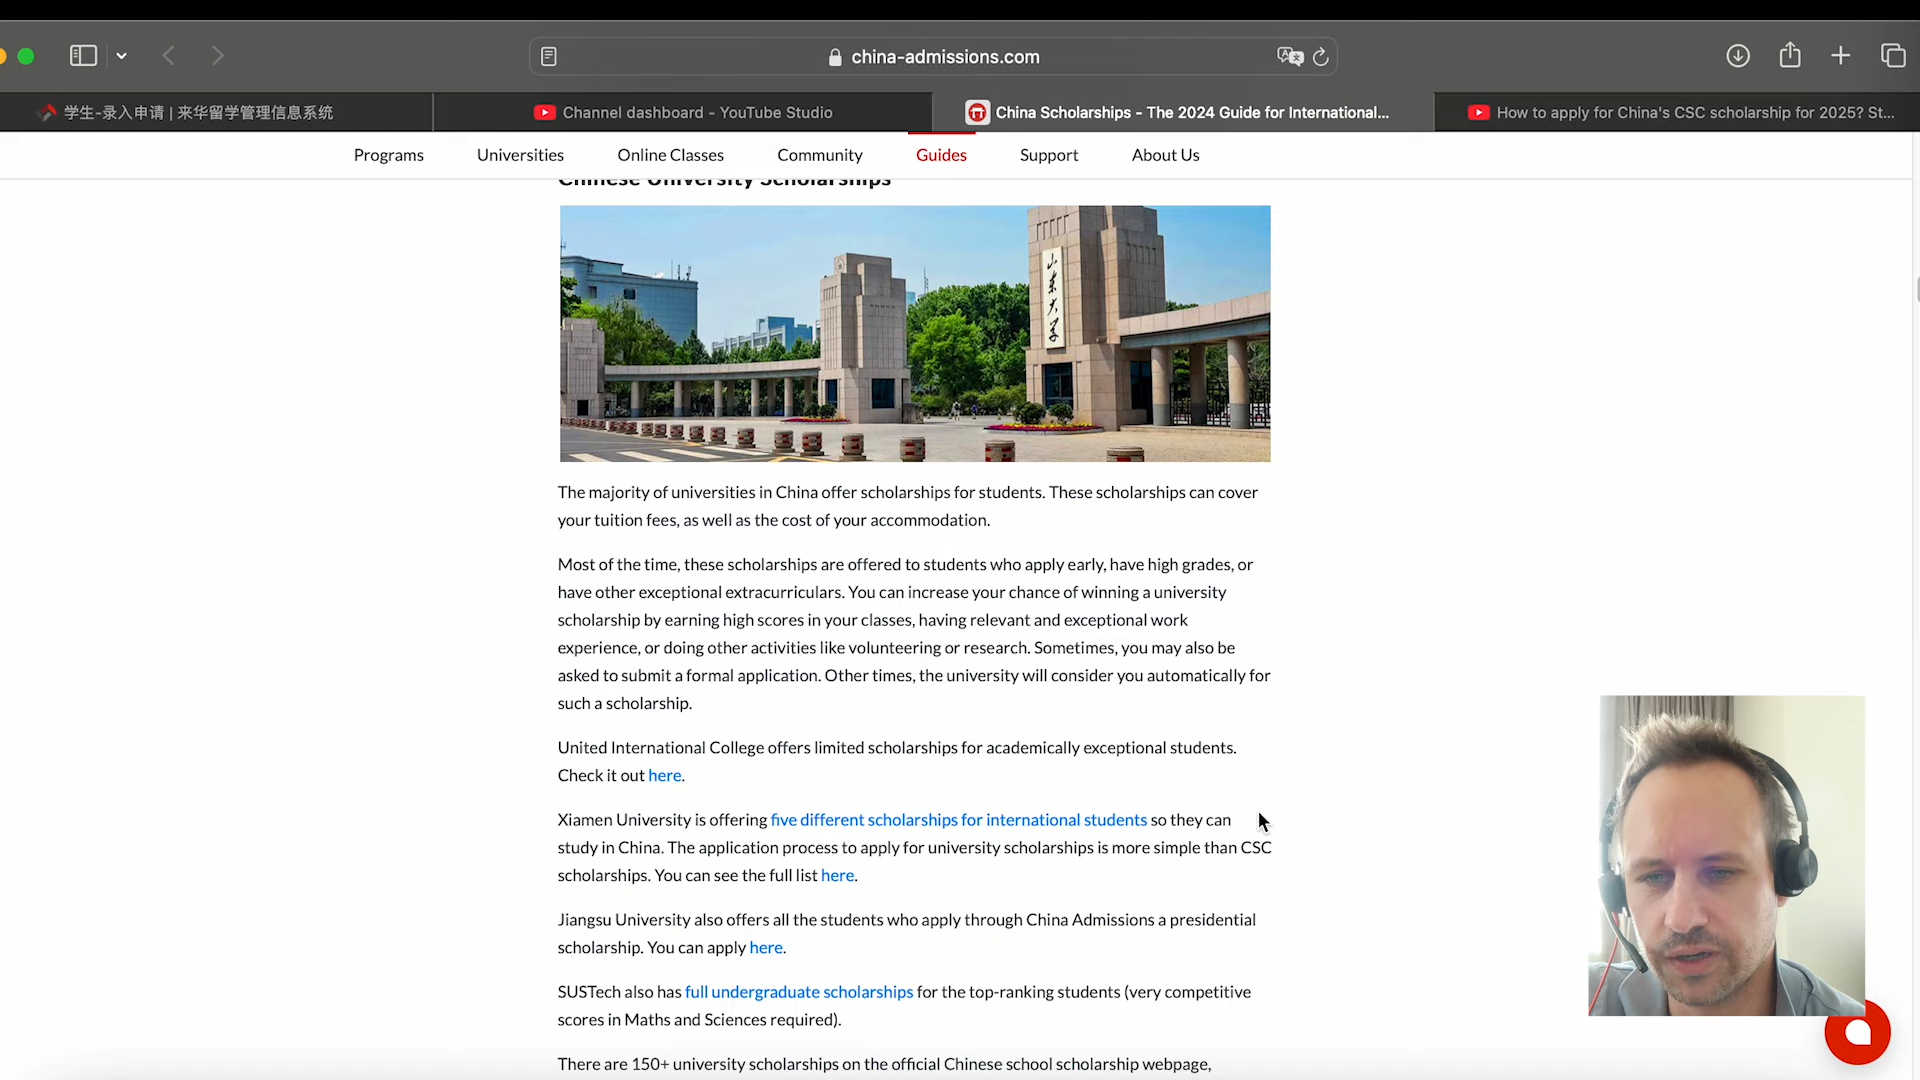 china-admissions.com
学生-录入申请 | 来华留学管理信息系统
Channel dashboard - YouTube Studio
China Scholarships - The 2024 Guide for International...
How to apply for China's CSC scholarship for 2025? St...
Programs
Universities
Online Classes
Community
Guides
Support
About Us
Chinese University Scholarships
山东大学
The majority of universities in China offer scholarships for students. These scholarships can cover
your tuition fees, as well as the cost of your accommodation.
Most of the time, these scholarships are offered to students who apply early, have high grades, or
have other exceptional extracurriculars. You can increase your chance of winning a university
scholarship by earning high scores in your classes, having relevant and exceptional work
experience, or doing other activities like volunteering or research. Sometimes, you may also be
asked to submit a formal application. Other times, the university will consider you automatically for
such a scholarship.
United International College offers limited scholarships for academically exceptional students.
Check it out here.
Xiamen University is offering five different scholarships for international students so they can
study in China. The application process to apply for university scholarships is more simple than CSC
scholarships. You can see the full list here.
Jiangsu University also offers all the students who apply through China Admissions a presidential
scholarship. You can apply here.
SUSTech also has full undergraduate scholarships for the top-ranking students (very competitive
scores in Maths and Sciences required).
There are 150+ university scholarships on the official Chinese school scholarship webpage,